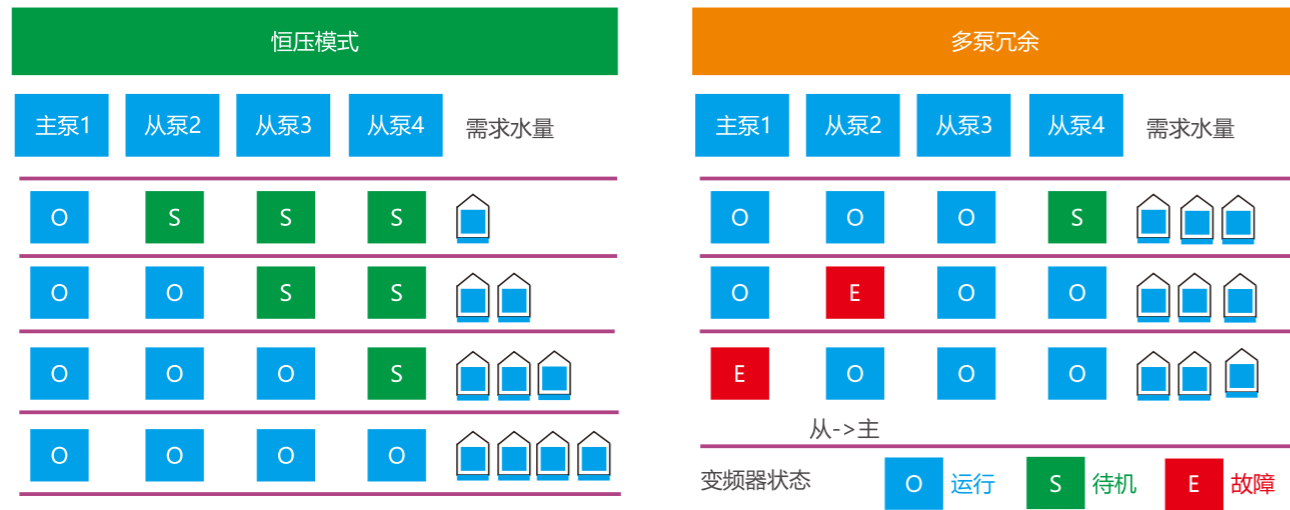 恒压模式
主泵1 从泵2 从泵3 从泵4 需求水量
O S S S
O O S S
O O O S
O O O O
多泵冗余
主泵1 从泵2 从泵3 从泵4 需求水量
O O O S
O E O O
E O O O
从->主
变频器状态 O 运行 S 待机 E 故障